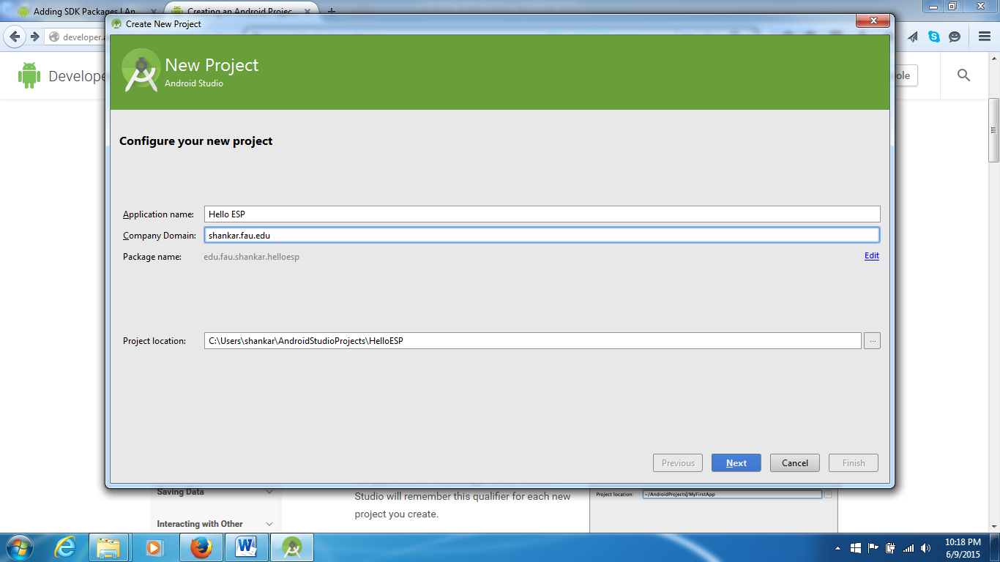 Adding SDK Packages | An
Creating an Android Projec
Create New Project
developer.a
Develope
ole
New Project
Android Studio
Configure your new project
Application name: Hello ESP
Company Domain: shankar.fau.edu
Package name: edu.fau.shankar.helloesp Edit
Project location: C:\Users\shankar\AndroidStudioProjects\HelloESP ...
Previous Next Cancel Finish
Saving Data
Interacting with Other
Studio will remember this qualifier for each new
project you create.
Project location: ~/AndroidProjects/MyFirstApp
10:18 PM
6/9/2015